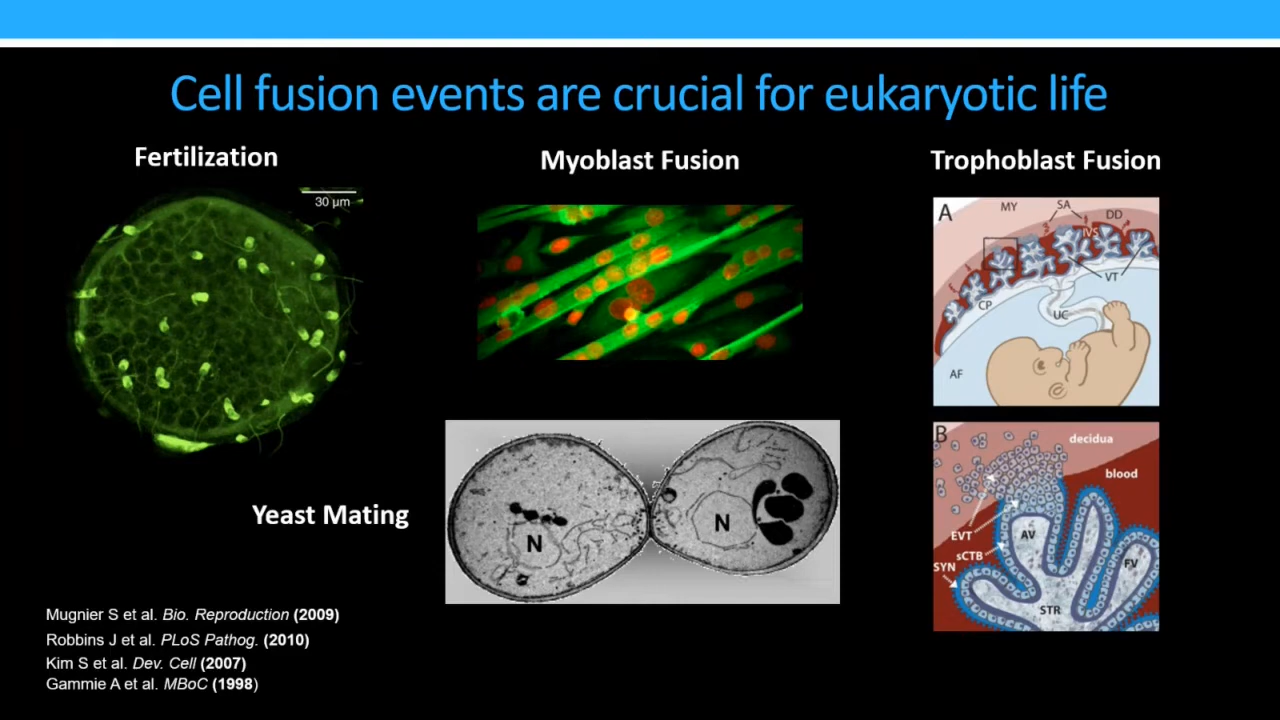 Cell fusion events are crucial for eukaryotic life
Fertilization
30 µm
Myoblast Fusion
Trophoblast Fusion
A
MY
SA
DD
IVS
VT
CP
UC
AF
Yeast Mating
N
N
B
decidua
blood
EVT
AV
sCTB
FV
SYN
STR
Mugnier S et al. Bio. Reproduction (2009)
Robbins J et al. PLoS Pathog. (2010)
Kim S et al. Dev. Cell (2007)
Gammie A et al. MBoC (1998)